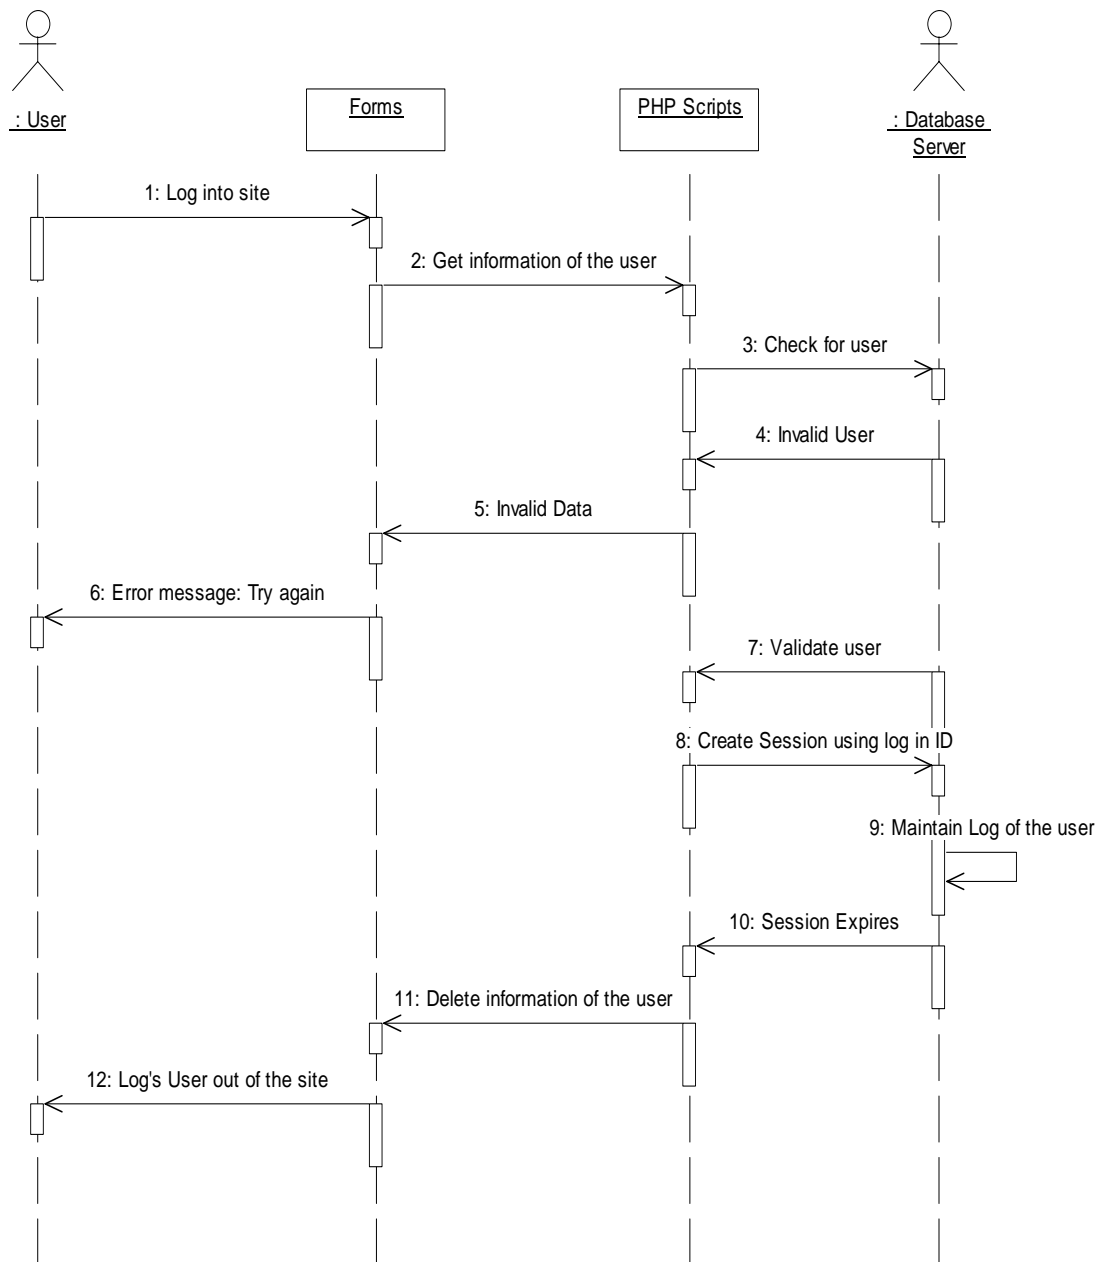 : User
Forms
PHP Scripts
: Database
Server
1: Log into site
2: Get information of the user
3: Check for user
4: Invalid User
5: Invalid Data
6: Error message: Try again
7: Validate user
8: Create Session using log in ID
9: Maintain Log of the user
10: Session Expires
11: Delete information of the user
12: Log's User out of the site